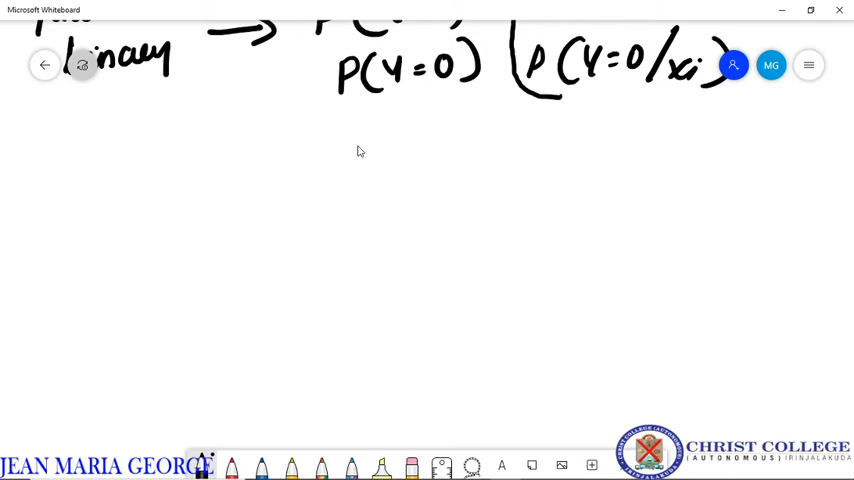 Microsoft Whiteboard
binary
P(Y=0)
P(Y=0/xi)
MG
JEAN MARIA GEORGE
CHRIST COLLEGE
(AUTONOMOUS) IRINJALAKUDA